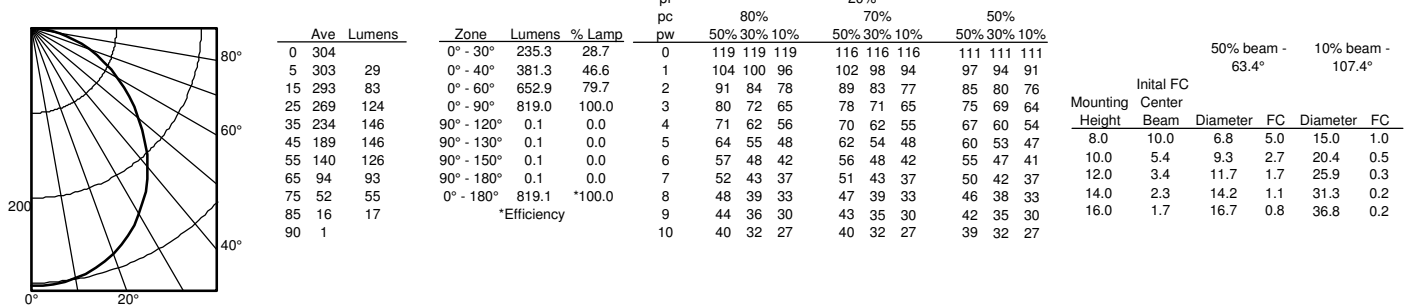 200
0°
20°
40°
60°
80°
Ave Lumens
0 304
5 303 29
15 293 83
25 269 124
35 234 146
45 189 146
55 140 126
65 94 93
75 52 55
85 16 17
90 1
Zone Lumens % Lamp
0° - 30° 235.3 28.7
0° - 40° 381.3 46.6
0° - 60° 652.9 79.7
0° - 90° 819.0 100.0
90° - 120° 0.1 0.0
90° - 130° 0.1 0.0
90° - 150° 0.1 0.0
90° - 180° 0.1 0.0
0° - 180° 819.1 *100.0
*Efficiency
pc 80% 70% 50%
pw 50% 30% 10% 50% 30% 10% 50% 30% 10%
0 119 119 119 116 116 116 111 111 111
1 104 100 96 102 98 94 97 94 91
2 91 84 78 89 83 77 85 80 76
3 80 72 65 78 71 65 75 69 64
4 71 62 56 70 62 55 67 60 54
5 64 55 48 62 54 48 60 53 47
6 57 48 42 56 48 42 55 47 41
7 52 43 37 51 43 37 50 42 37
8 48 39 33 47 39 33 46 38 33
9 44 36 30 43 35 30 42 35 30
10 40 32 27 40 32 27 39 32 27
50% beam - 10% beam -
63.4° 107.4°
Inital FC
Mounting Center
Height Beam Diameter FC Diameter FC
8.0 10.0 6.8 5.0 15.0 1.0
10.0 5.4 9.3 2.7 20.4 0.5
12.0 3.4 11.7 1.7 25.9 0.3
14.0 2.3 14.2 1.1 31.3 0.2
16.0 1.7 16.7 0.8 36.8 0.2